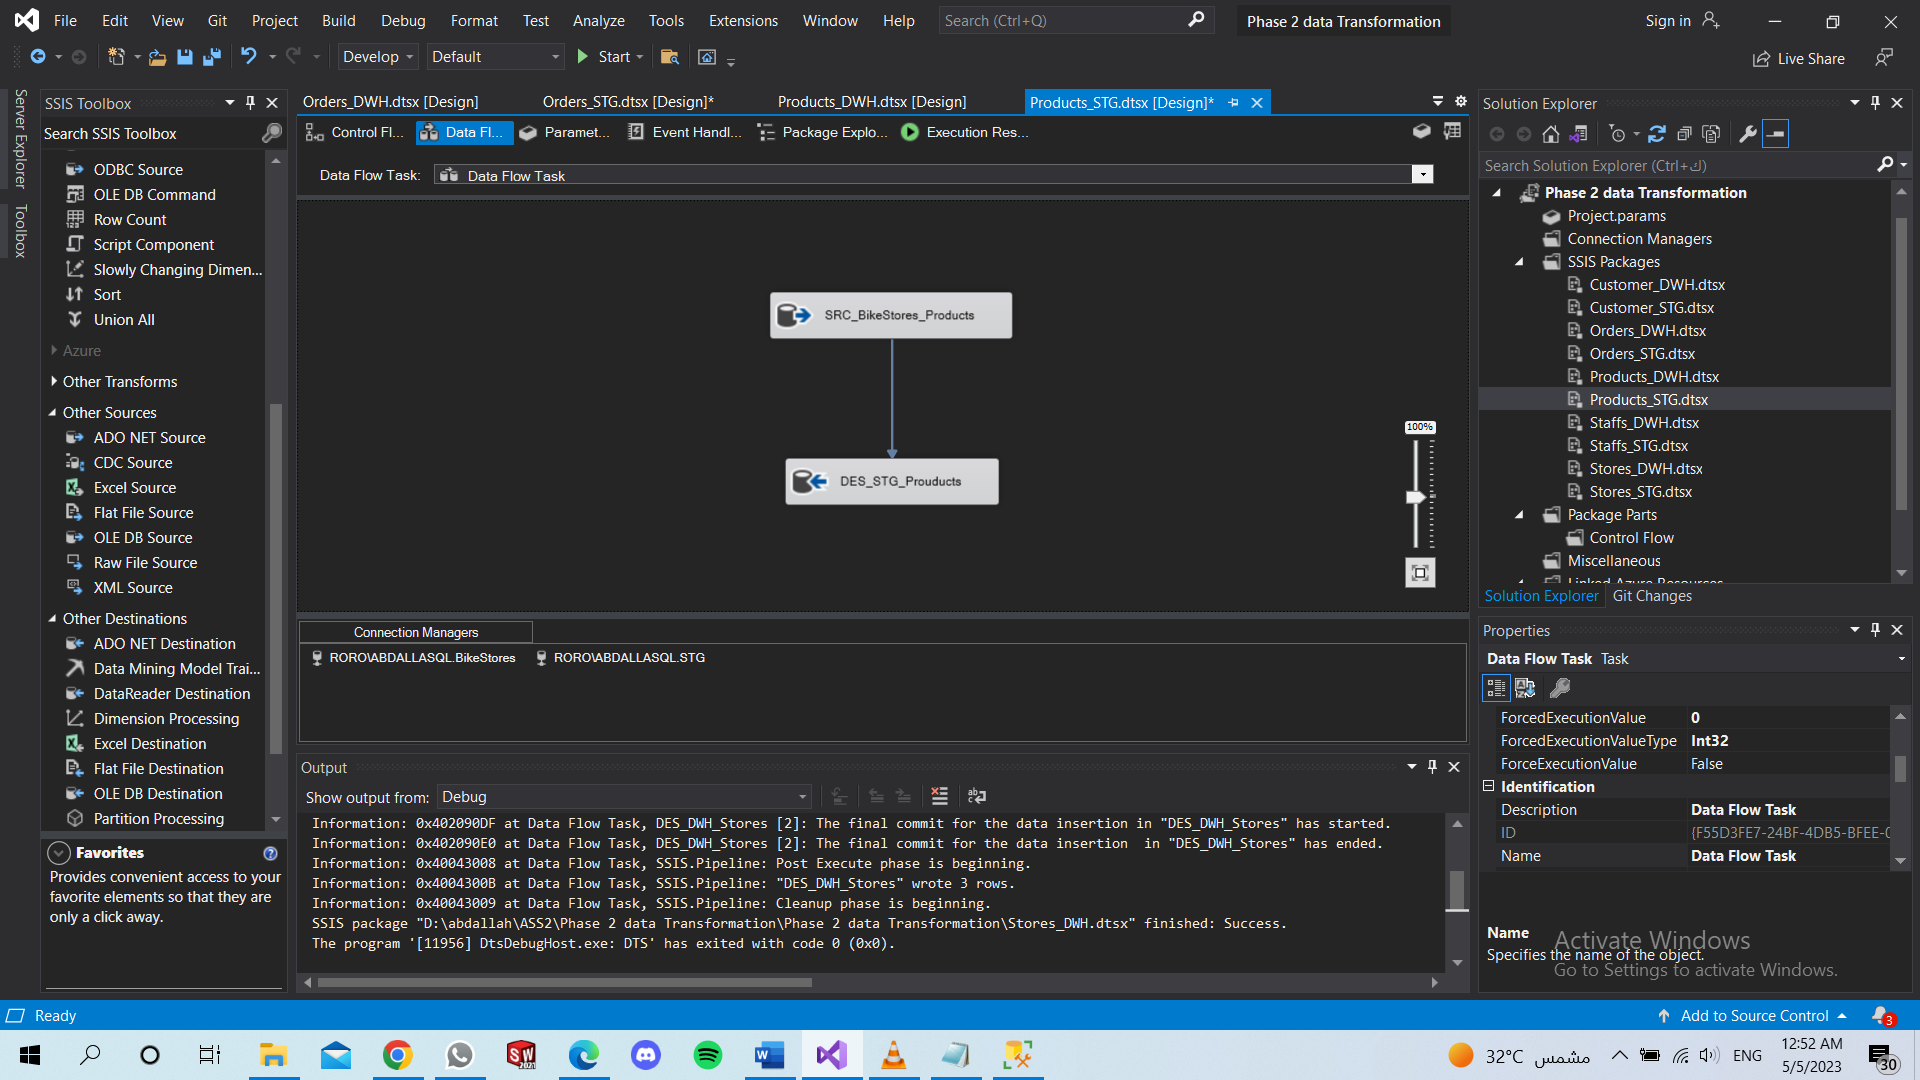 File Edit View Git Project Build Debug Format Test Analyze Tools Extensions Window Help Search (Ctrl+Q) Phase 2 data Transformation Sign in
Develop Default Start Live Share
Server Explorer
Toolbox
SSIS Toolbox
Search SSIS Toolbox
ODBC Source
OLE DB Command
Row Count
Script Component
Slowly Changing Dimen...
Sort
Union All
Azure
Other Transforms
Other Sources
ADO NET Source
CDC Source
Excel Source
Flat File Source
OLE DB Source
Raw File Source
XML Source
Other Destinations
ADO NET Destination
Data Mining Model Trai...
DataReader Destination
Dimension Processing
Excel Destination
Flat File Destination
OLE DB Destination
Partition Processing
Favorites
Provides convenient access to your
favorite elements so that they are
only a click away.
Orders_DWH.dtsx [Design] Orders_STG.dtsx [Design]* Products_DWH.dtsx [Design] Products_STG.dtsx [Design]*
Control Fl... Data Fl... Paramet... Event Handl... Package Explo... Execution Res...
Data Flow Task: Data Flow Task
SRC_BikeStores_Products
DES_STG_Prouducts
100%
Connection Managers
RORO\ABDALLASQL.BikeStores RORO\ABDALLASQL.STG
Output
Show output from: Debug
Information: 0x402090DF at Data Flow Task, DES_DWH_Stores [2]: The final commit for the data insertion in "DES_DWH_Stores" has started.
Information: 0x402090E0 at Data Flow Task, DES_DWH_Stores [2]: The final commit for the data insertion  in "DES_DWH_Stores" has ended.
Information: 0x40043008 at Data Flow Task, SSIS.Pipeline: Post Execute phase is beginning.
Information: 0x4004300B at Data Flow Task, SSIS.Pipeline: "DES_DWH_Stores" wrote 3 rows.
Information: 0x40043009 at Data Flow Task, SSIS.Pipeline: Cleanup phase is beginning.
SSIS package "D:\abdallah\ASS2\Phase 2 data Transformation\Phase 2 data Transformation\Stores_DWH.dtsx" finished: Success.
The program '[11956] DtsDebugHost.exe: DTS' has exited with code 0 (0x0).
Solution Explorer
Search Solution Explorer (Ctrl+ك)
Phase 2 data Transformation
Project.params
Connection Managers
SSIS Packages
Customer_DWH.dtsx
Customer_STG.dtsx
Orders_DWH.dtsx
Orders_STG.dtsx
Products_DWH.dtsx
Products_STG.dtsx
Staffs_DWH.dtsx
Staffs_STG.dtsx
Stores_DWH.dtsx
Stores_STG.dtsx
Package Parts
Control Flow
Miscellaneous
Linked Azure Resources
Solution Explorer Git Changes
Properties
Data Flow Task Task
ForcedExecutionValue 0
ForcedExecutionValueType Int32
ForceExecutionValue False
Identification
Description Data Flow Task
ID {F55D3FE7-24BF-4DB5-BFEE-
Name Data Flow Task
Name
Specifies the name of the object.
Activate Windows
Go to Settings to activate Windows.
Ready Add to Source Control 3
32°C مشمس ENG 12:52 AM
5/5/2023
30